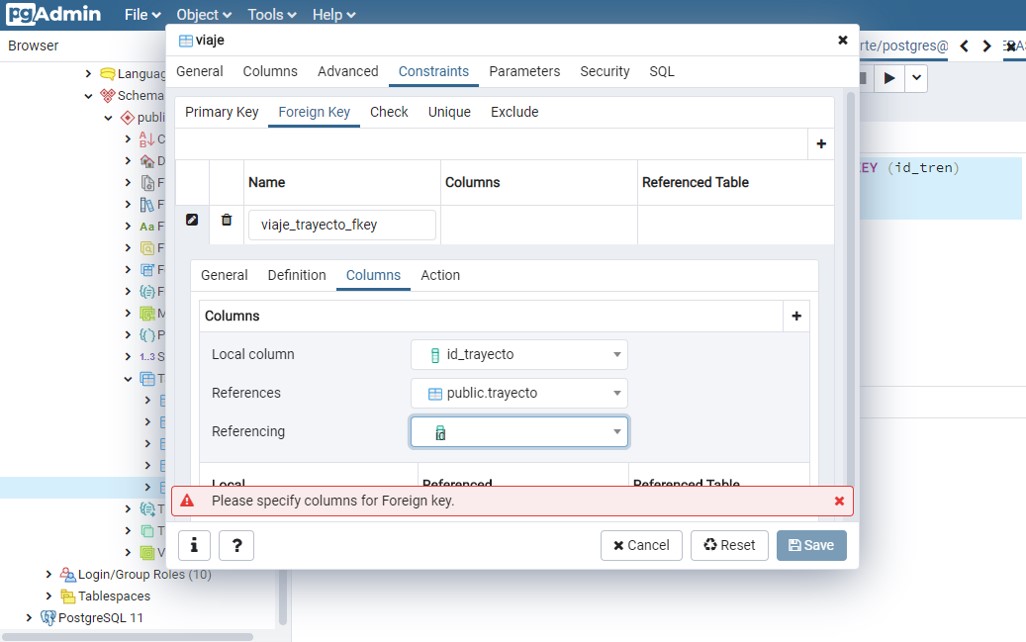 pgAdmin File Object Tools Help
Browser
viaje
rte/postgres@
General Columns Advanced Constraints Parameters Security SQL
Primary Key Foreign Key Check Unique Exclude
Name Columns Referenced Table
viaje_trayecto_fkey
General Definition Columns Action
Columns
Local column id_trayecto
References public.trayecto
Referencing id
Local Referenced Referenced Table
Please specify columns for Foreign key.
i ? Cancel Reset Save
Languag
Schema
publi
C
D
F
F
Aa F
F
F
F
M
P
1..3 S
T
T
T
V
Login/Group Roles (10)
Tablespaces
PostgreSQL 11
EY (id_tren)